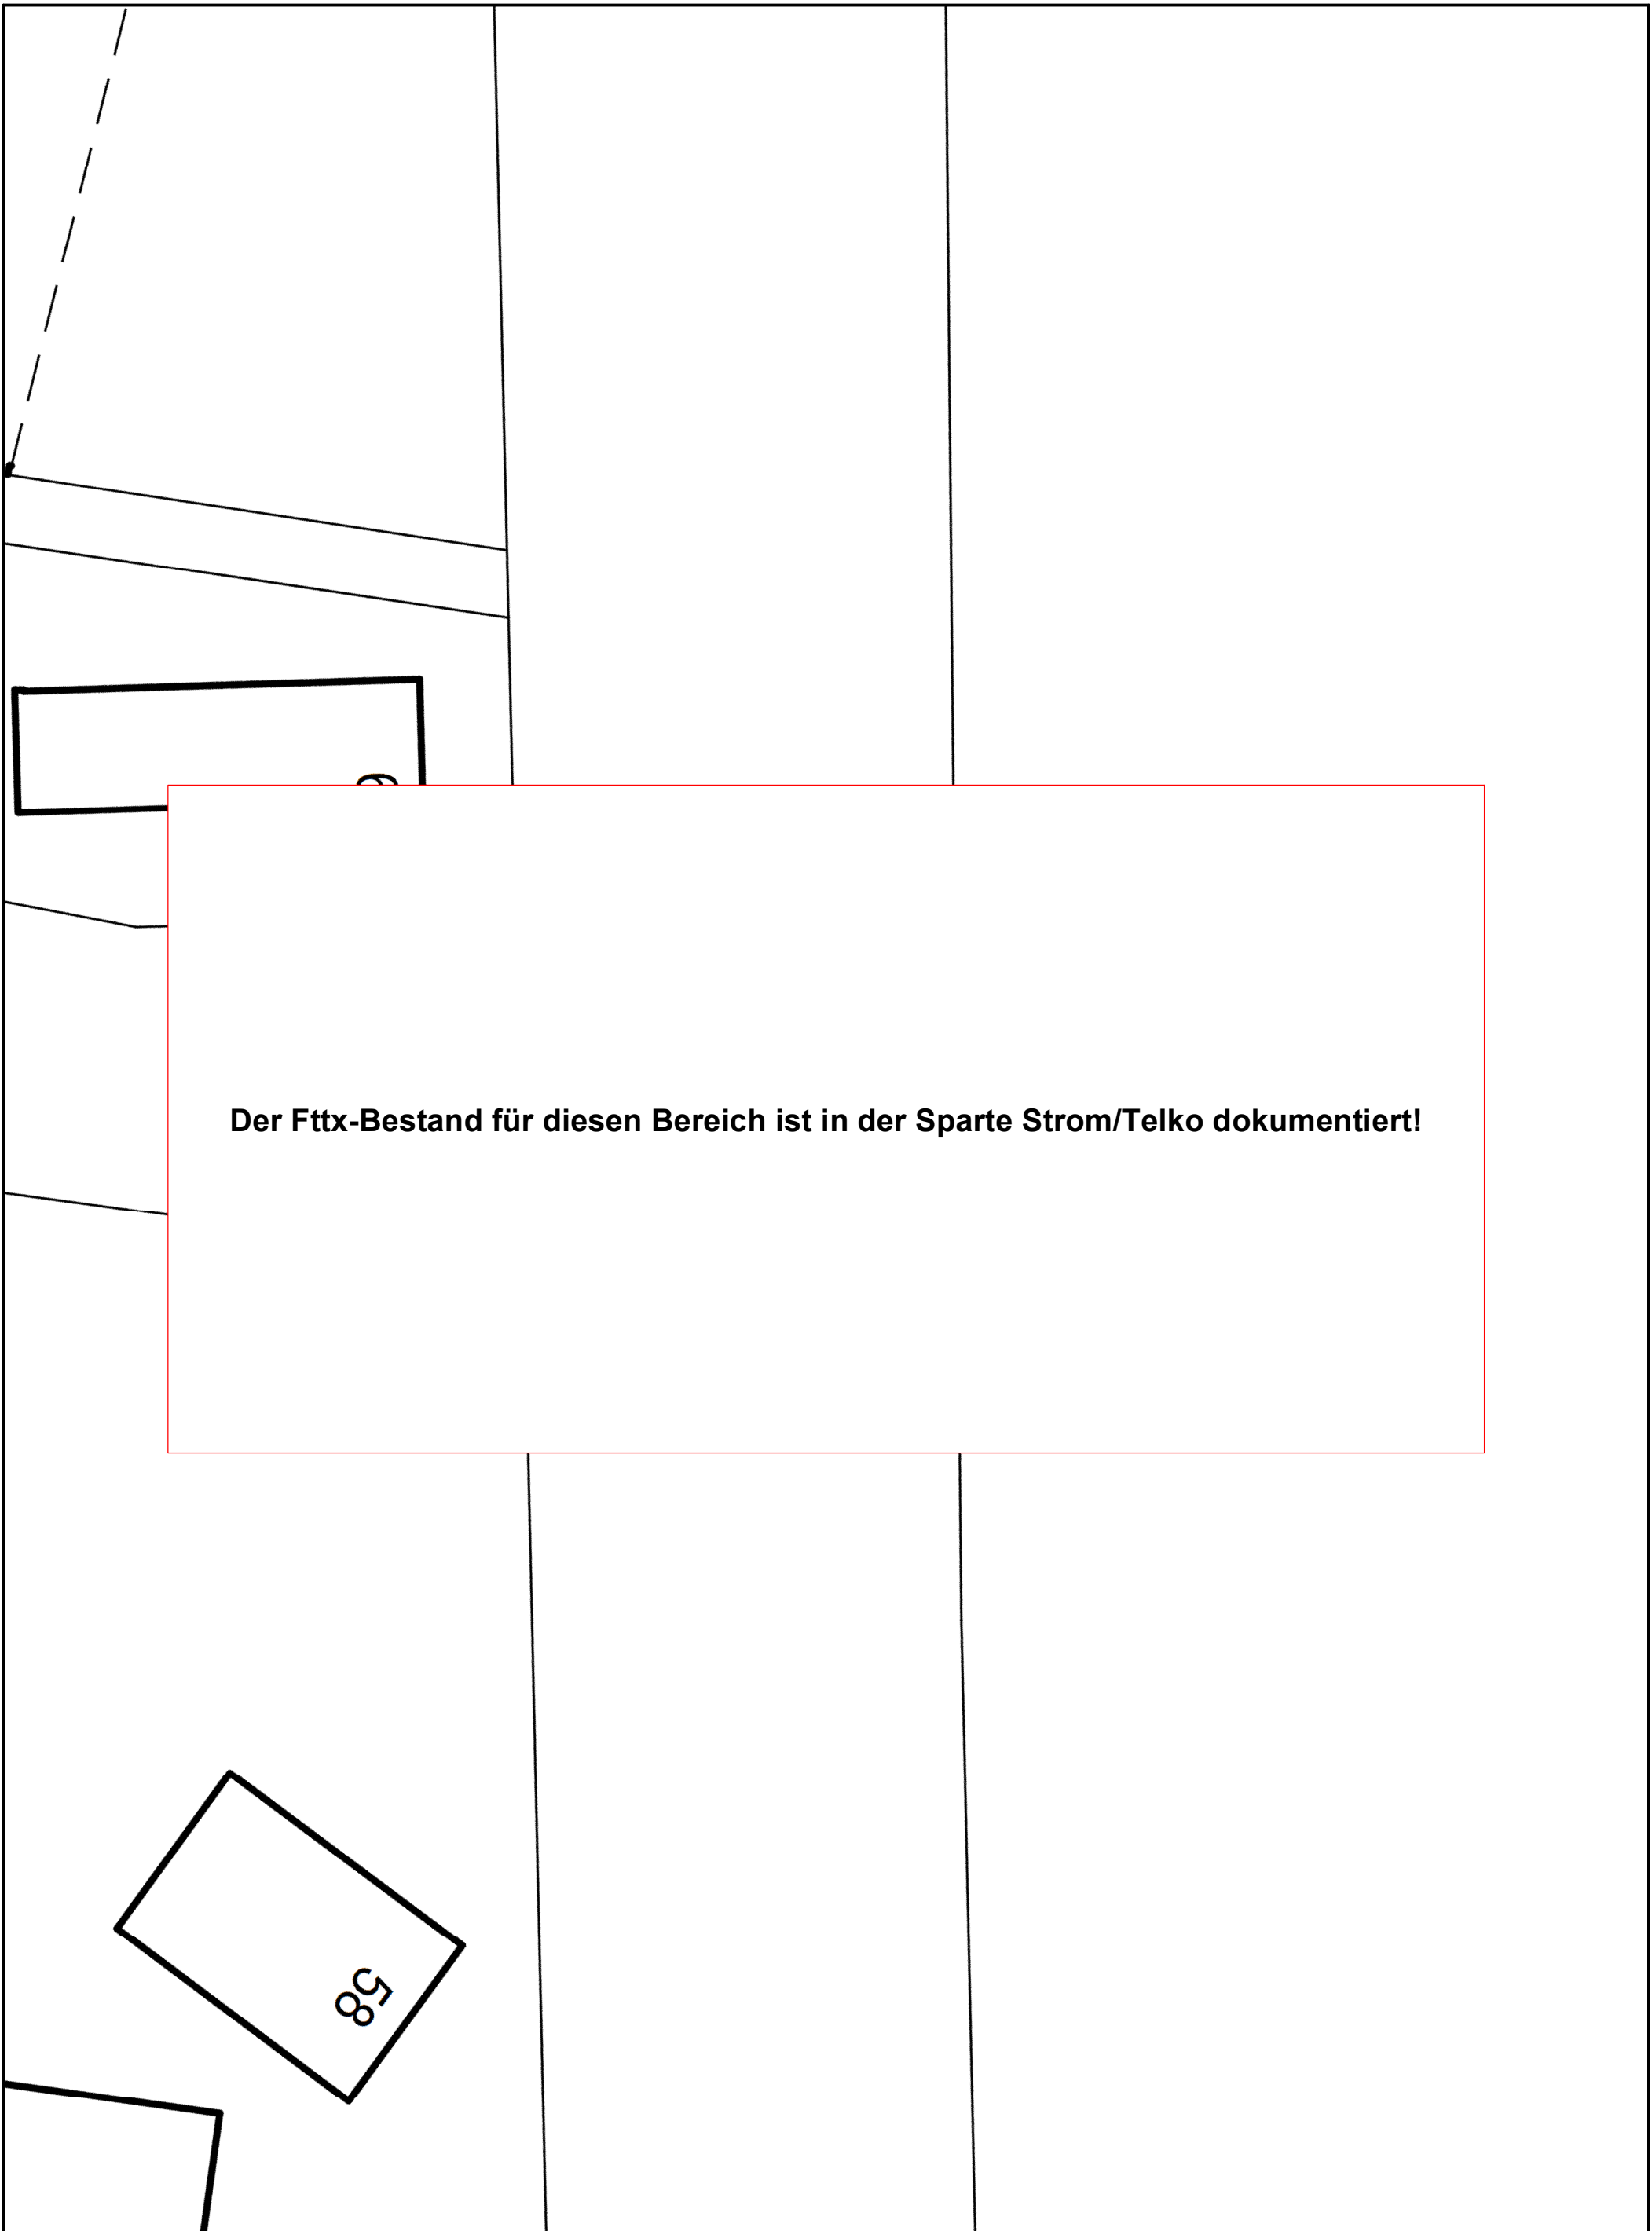 Der Fttx-Bestand für diesen Bereich ist in der Sparte Strom/Telko dokumentiert!
58